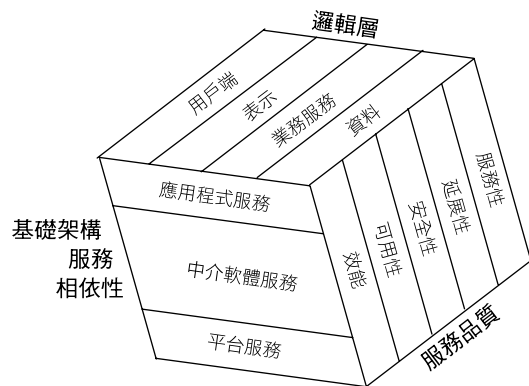 邏輯層
用戶端
表示
業務服務
資料
應用程式服務
中介軟體服務
平台服務
基礎架構
服務
相依性
效能
可用性
安全性
延展性
服務性
服務品質